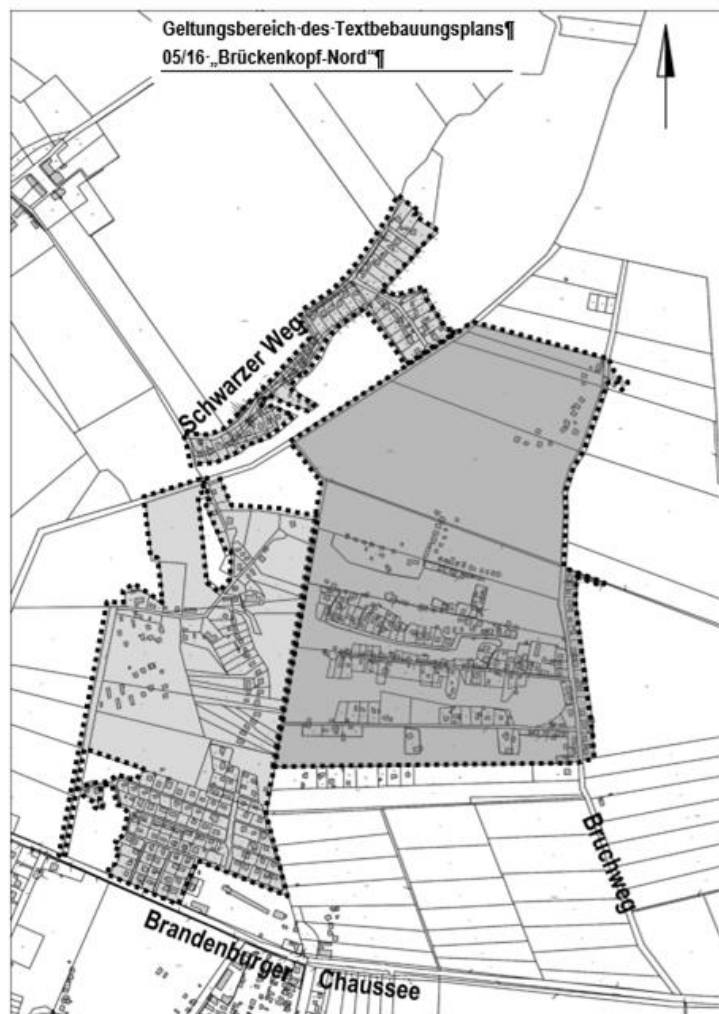 Geltungsbereich·des·Textbebauungsplans¶
05/16·„Brückenkopf-Nord“¶
Schwarzer Weg
Bruchweg
Brandenburger Chaussee